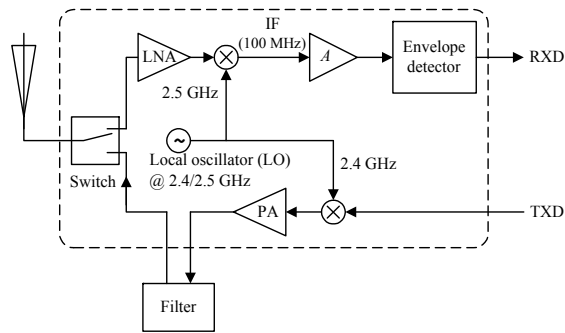 IF
(100 MHz)
LNA
A
Envelope
detector
RXD
2.5 GHz
Local oscillator (LO)
@ 2.4/2.5 GHz
2.4 GHz
Switch
PA
TXD
Filter